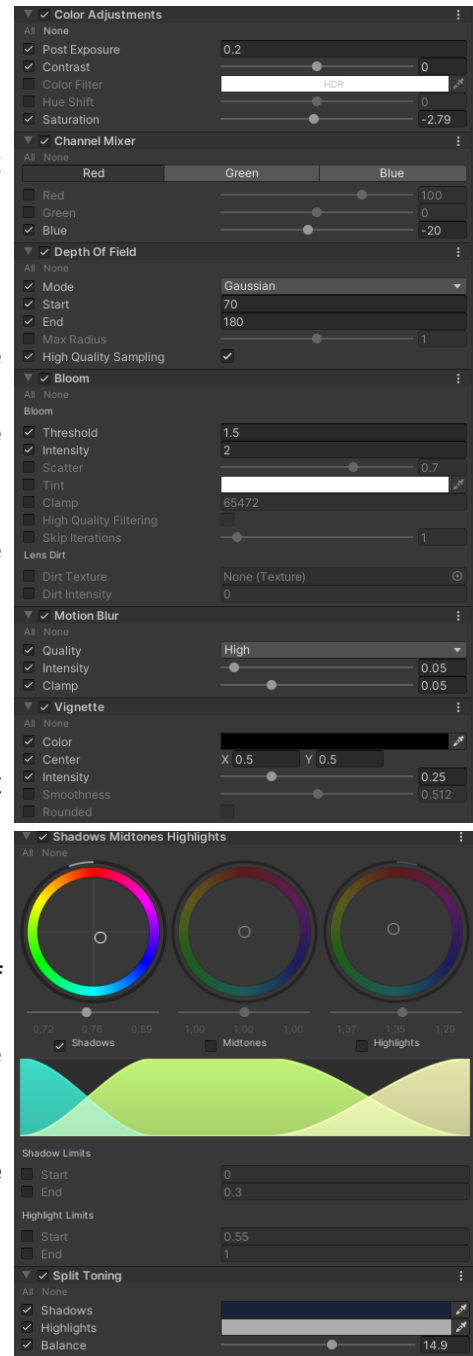 Color Adjustments
All None
Post Exposure 0.2
Contrast 0
Color Filter HDR
Hue Shift 0
Saturation -2.79
Channel Mixer
All None
Red Green Blue
Red 100
Green 0
Blue -20
Depth Of Field
All None
Mode Gaussian
Start 70
End 180
Max Radius 1
High Quality Sampling
Bloom
All None
Bloom
Threshold 1.5
Intensity 2
Scatter 0.7
Tint
Clamp 65472
High Quality Filtering
Skip Iterations 1
Lens Dirt
Dirt Texture None (Texture)
Dirt Intensity 0
Motion Blur
All None
Quality High
Intensity 0.05
Clamp 0.05
Vignette
All None
Color
Center X 0.5 Y 0.5
Intensity 0.25
Smoothness 0.512
Rounded
Shadows Midtones Highlights
All None
0,72 0,76 0,89 1,00 1,00 1,00 1,37 1,35 1,29
Shadows Midtones Highlights
Shadow Limits
Start 0
End 0.3
Highlight Limits
Start 0.55
End 1
Split Toning
All None
Shadows
Highlights
Balance 14.9